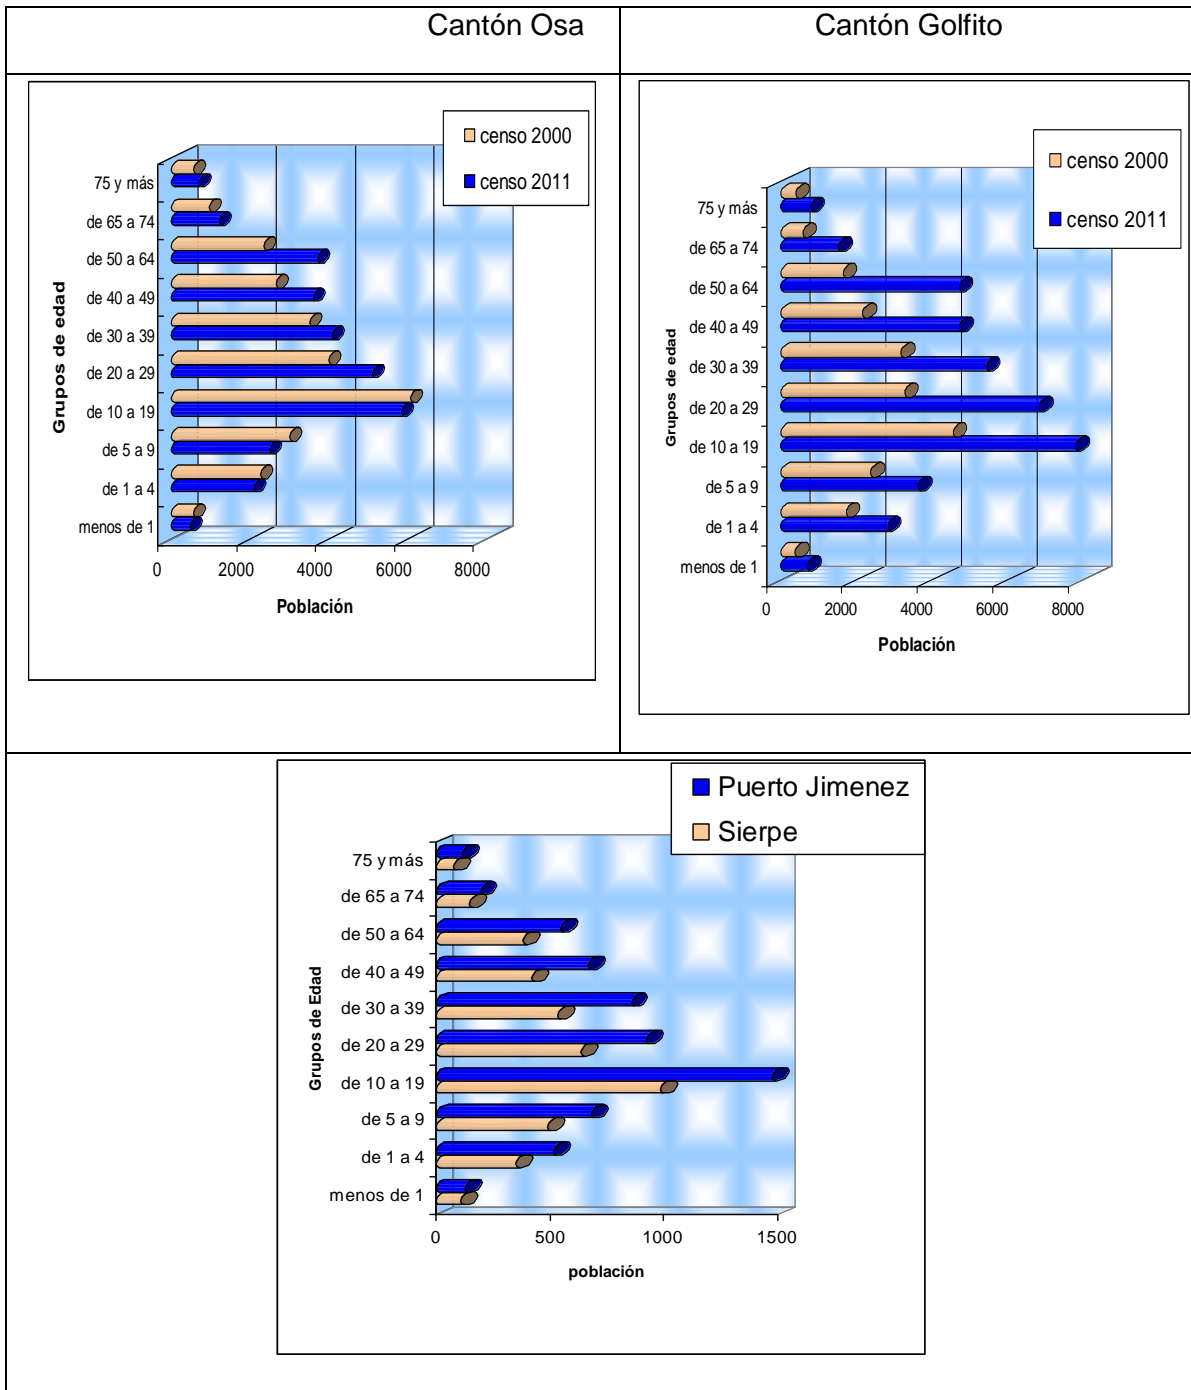 Cantón Osa
Cantón Golfito
censo 2000
censo 2011
75 y más
de 65 a 74
de 50 a 64
de 40 a 49
de 30 a 39
de 20 a 29
de 10 a 19
de 5 a 9
de 1 a 4
menos de 1
Grupos de edad
0 2000 4000 6000 8000
Población
censo 2000
censo 2011
75 y más
de 65 a 74
de 50 a 64
de 40 a 49
de 30 a 39
de 20 a 29
de 10 a 19
de 5 a 9
de 1 a 4
menos de 1
Grupos de edad
0 2000 4000 6000 8000
Población
Puerto Jimenez
Sierpe
75 y más
de 65 a 74
de 50 a 64
de 40 a 49
de 30 a 39
de 20 a 29
de 10 a 19
de 5 a 9
de 1 a 4
menos de 1
Grupos de Edad
0 500 1000 1500
población